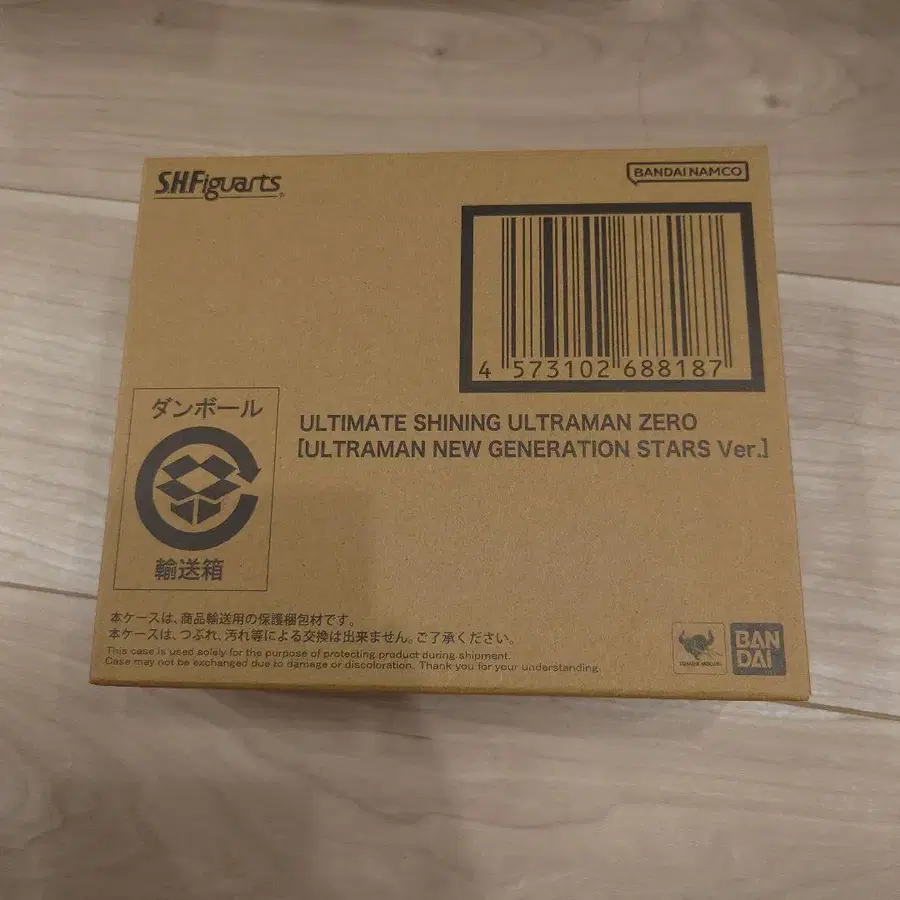 S.H.Figuarts
BANDAI NAMCO
4 573102 688187
ダンボール
輸送箱
ULTIMATE SHINING ULTRAMAN ZERO
[ULTRAMAN NEW GENERATION STARS Ver.]
本ケースは、商品輸送用の保護梱包材です。
本ケースは、つぶれ、汚れ等による交換は出来ません。ご了承ください。
This case is used solely for the purpose of protecting product during shipment.
Case may not be exchanged due to damage or discoloration. Thank you for your understanding.
TAMASHII NATIONS
BAN
DAI